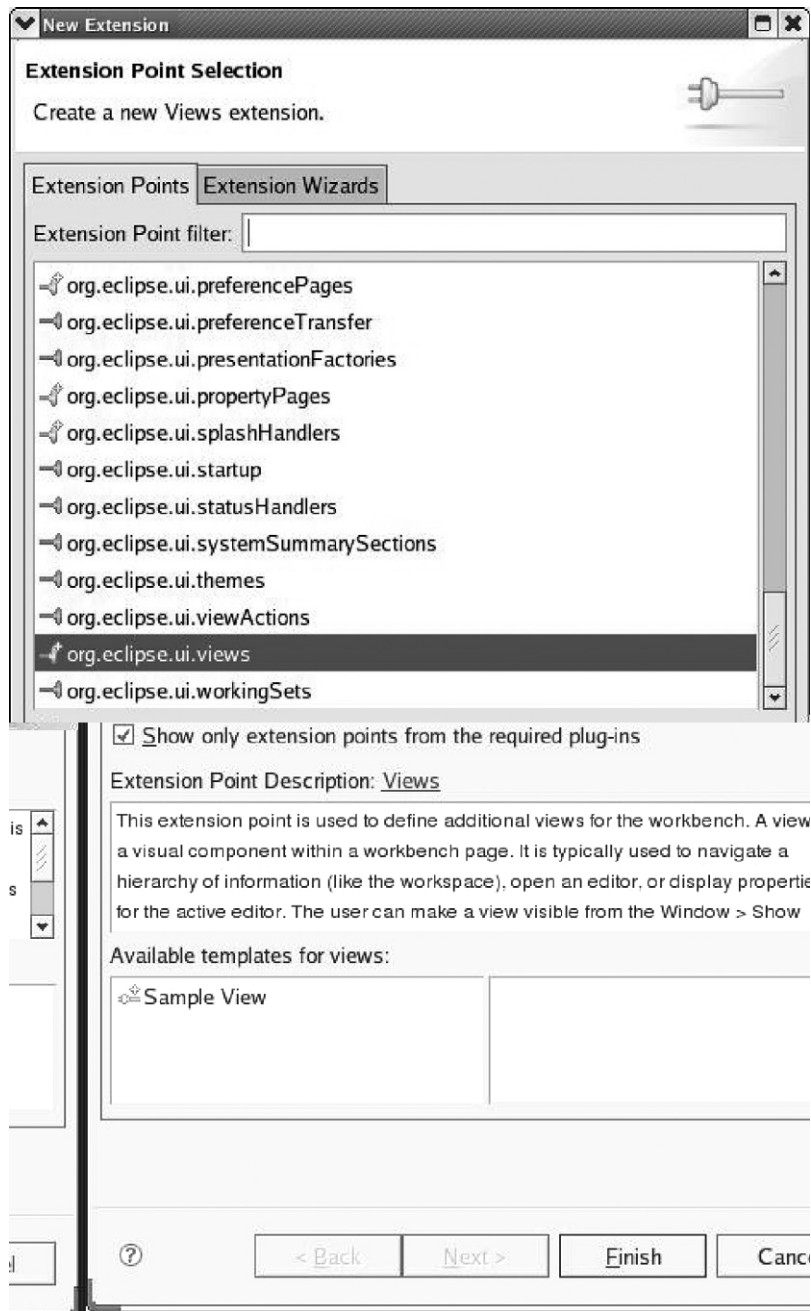 New Extension
Extension Point Selection
Create a new Views extension.
Extension Points Extension Wizards
Extension Point filter:
org.eclipse.ui.preferencePages
org.eclipse.ui.preferenceTransfer
org.eclipse.ui.presentationFactories
org.eclipse.ui.propertyPages
org.eclipse.ui.splashHandlers
org.eclipse.ui.startup
org.eclipse.ui.statusHandlers
org.eclipse.ui.systemSummarySections
org.eclipse.ui.themes
org.eclipse.ui.viewActions
org.eclipse.ui.views
org.eclipse.ui.workingSets
Show only extension points from the required plug-ins
Extension Point Description: Views
is
s
This extension point is used to define additional views for the workbench. A view
a visual component within a workbench page. It is typically used to navigate a
hierarchy of information (like the workspace), open an editor, or display propertie
for the active editor. The user can make a view visible from the Window > Show
Available templates for views:
Sample View
? < Back Next > Finish Canc